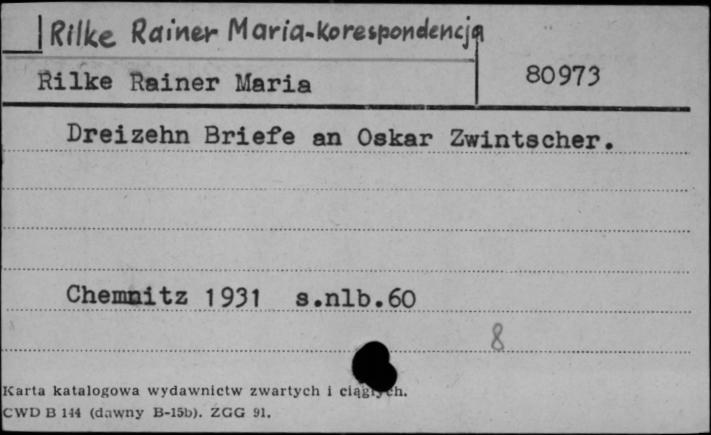 Rilke Rainer Maria-Korespondencja
Rilke Rainer Maria
80973
Dreizehn Briefe an Oskar Zwintscher.
Chemnitz 1931 s.nlb.60
8
Karta katalogowa wydawnictw zwartych i ciągłych.
CWD B 144 (dawny B-15b). ZGG 91.